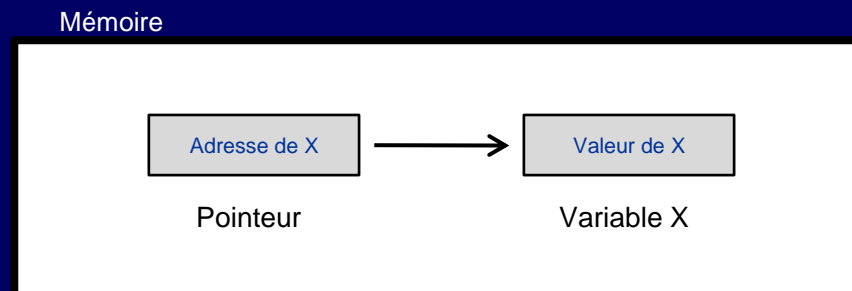 Mémoire
Adresse de X
Valeur de X
Pointeur
Variable X